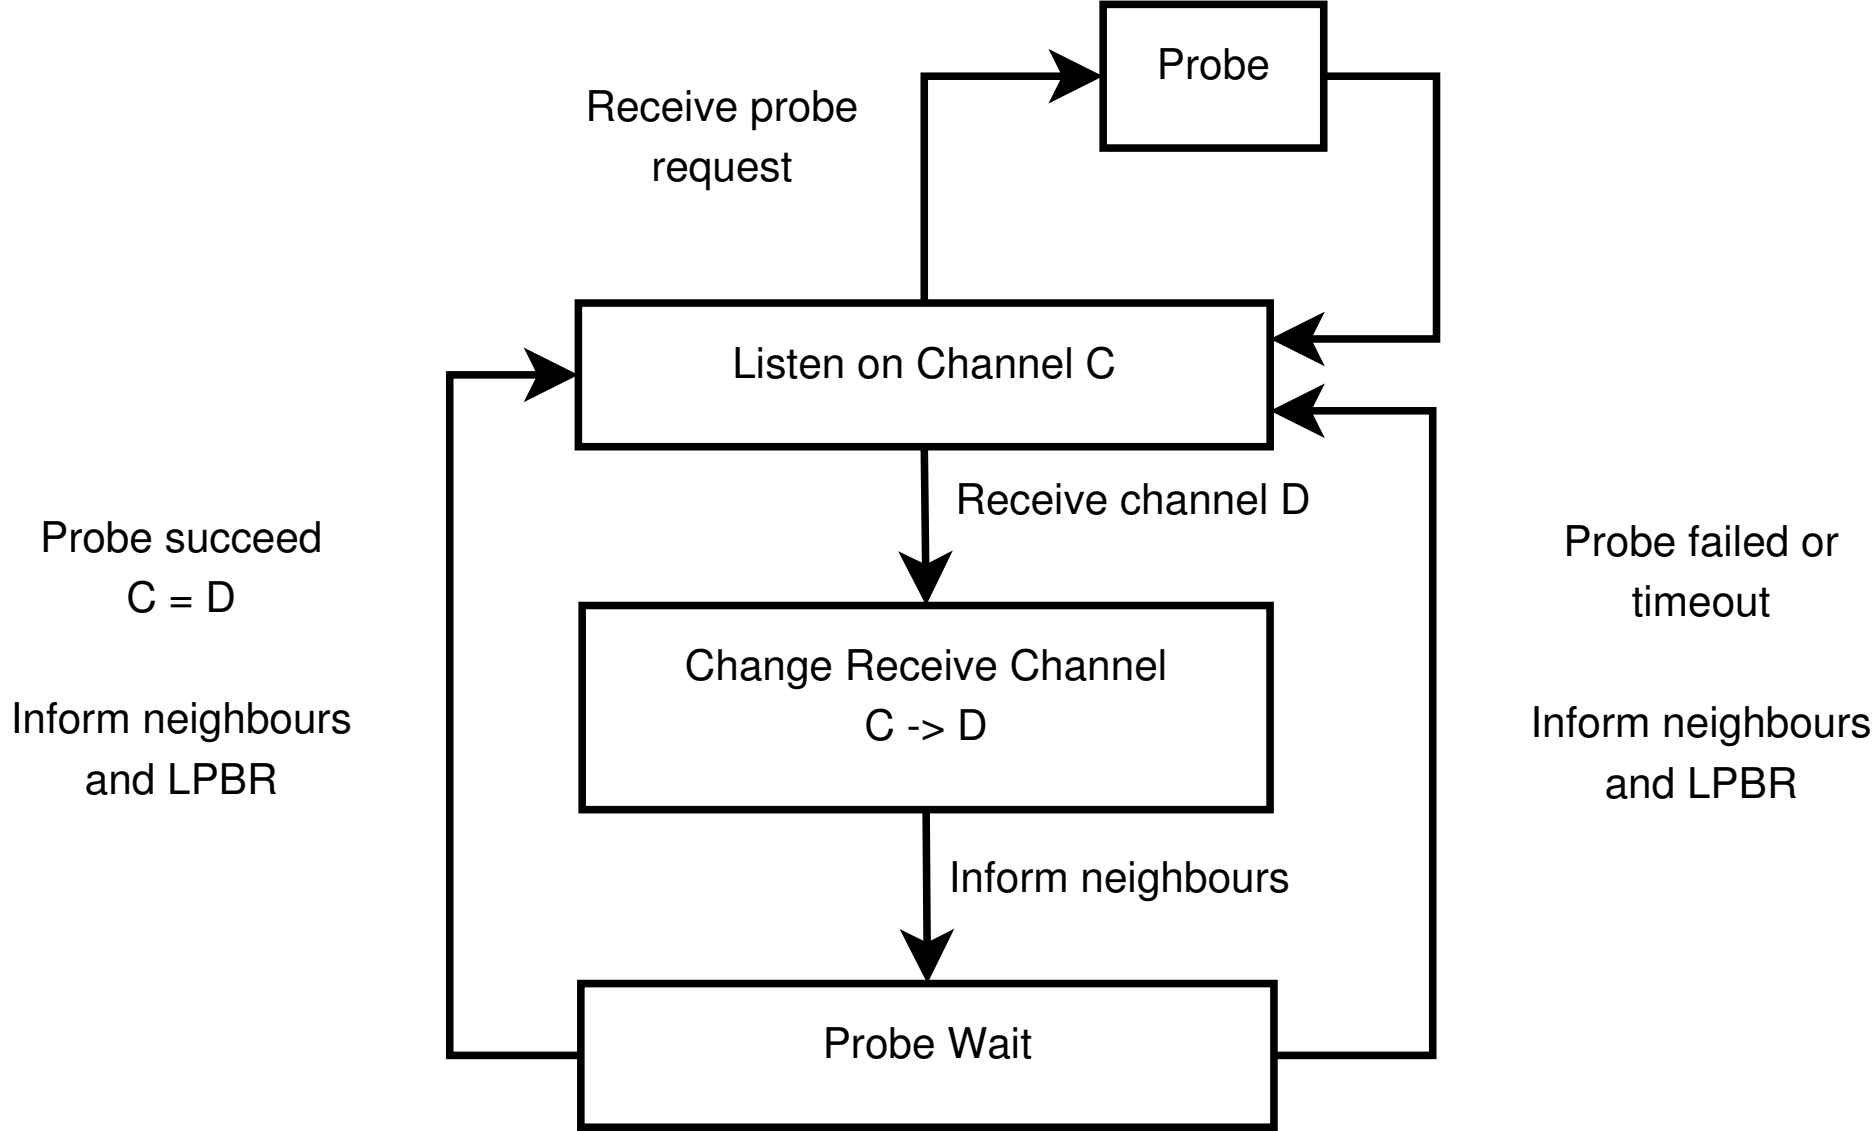 Probe
Receive probe
request
Listen on Channel C
Receive channel D
Probe succeed
C = D
Inform neighbours
and LPBR
Probe failed or
timeout
Inform neighbours
and LPBR
Change Receive Channel
C -> D
Inform neighbours
Probe Wait